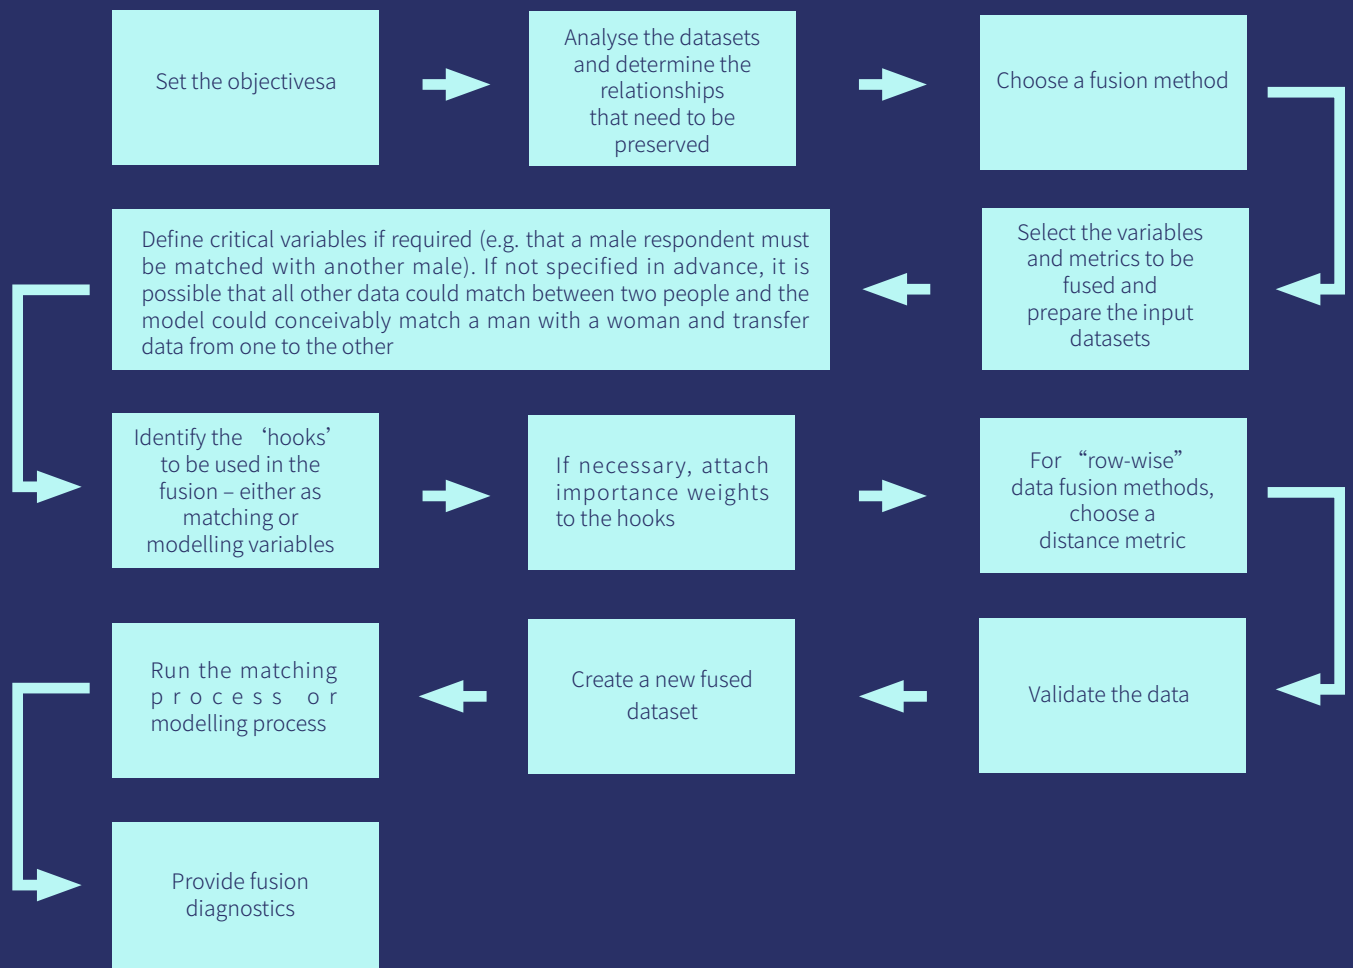 Set the objectivesa
Analyse the datasets
and determine the
relationships
that need to be
preserved
Choose a fusion method
Select the variables
and metrics to be
fused and
prepare the input
datasets
Define critical variables if required (e.g. that a male respondent must
be matched with another male). If not specified in advance, it is
possible that all other data could match between two people and the
model could conceivably match a man with a woman and transfer
data from one to the other
Identify the ‘hooks’
to be used in the
fusion – either as
matching or
modelling variables
If necessary, attach
importance weights
to the hooks
For “row-wise”
data fusion methods,
choose a
distance metric
Validate the data
Create a new fused
dataset
Run the matching
process or
modelling process
Provide fusion
diagnostics